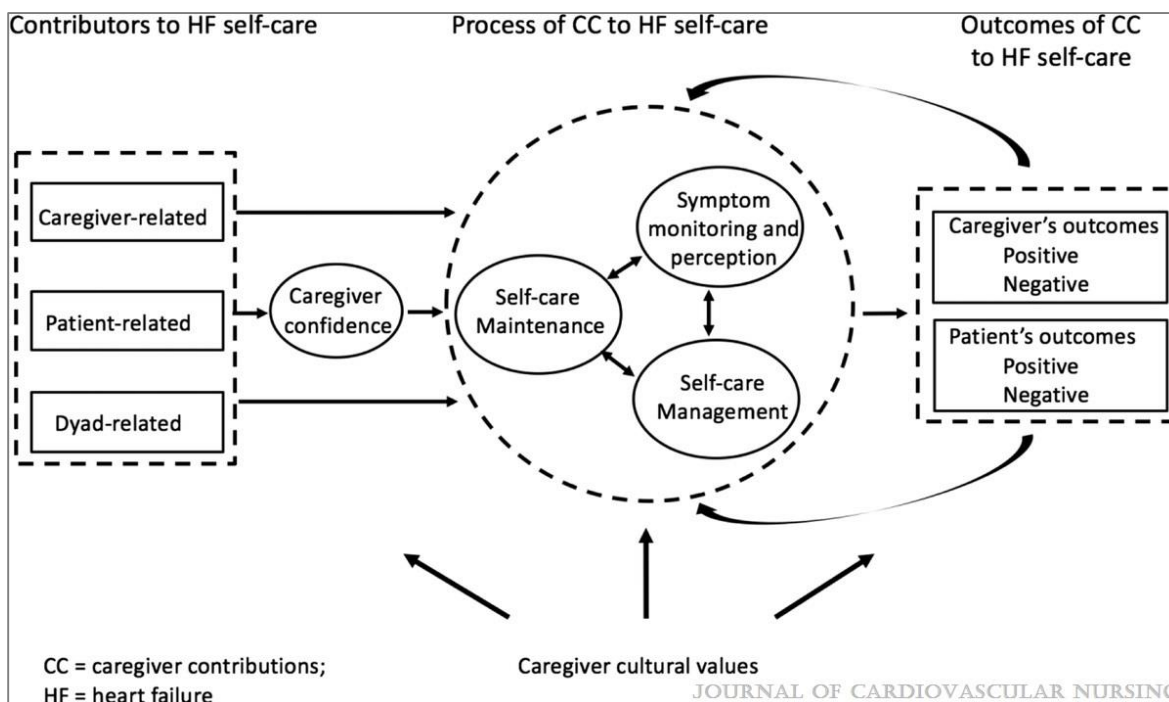 Contributors to HF self-care
Process of CC to HF self-care
Outcomes of CC
to HF self-care
Caregiver-related
Patient-related
Dyad-related
Caregiver
confidence
Self-care
Maintenance
Symptom
monitoring and
perception
Self-care
Management
Caregiver's outcomes
Positive
Negative
Patient's outcomes
Positive
Negative
CC = caregiver contributions;
HF = heart failure
Caregiver cultural values
JOURNAL OF CARDIOVASCULAR NURSING